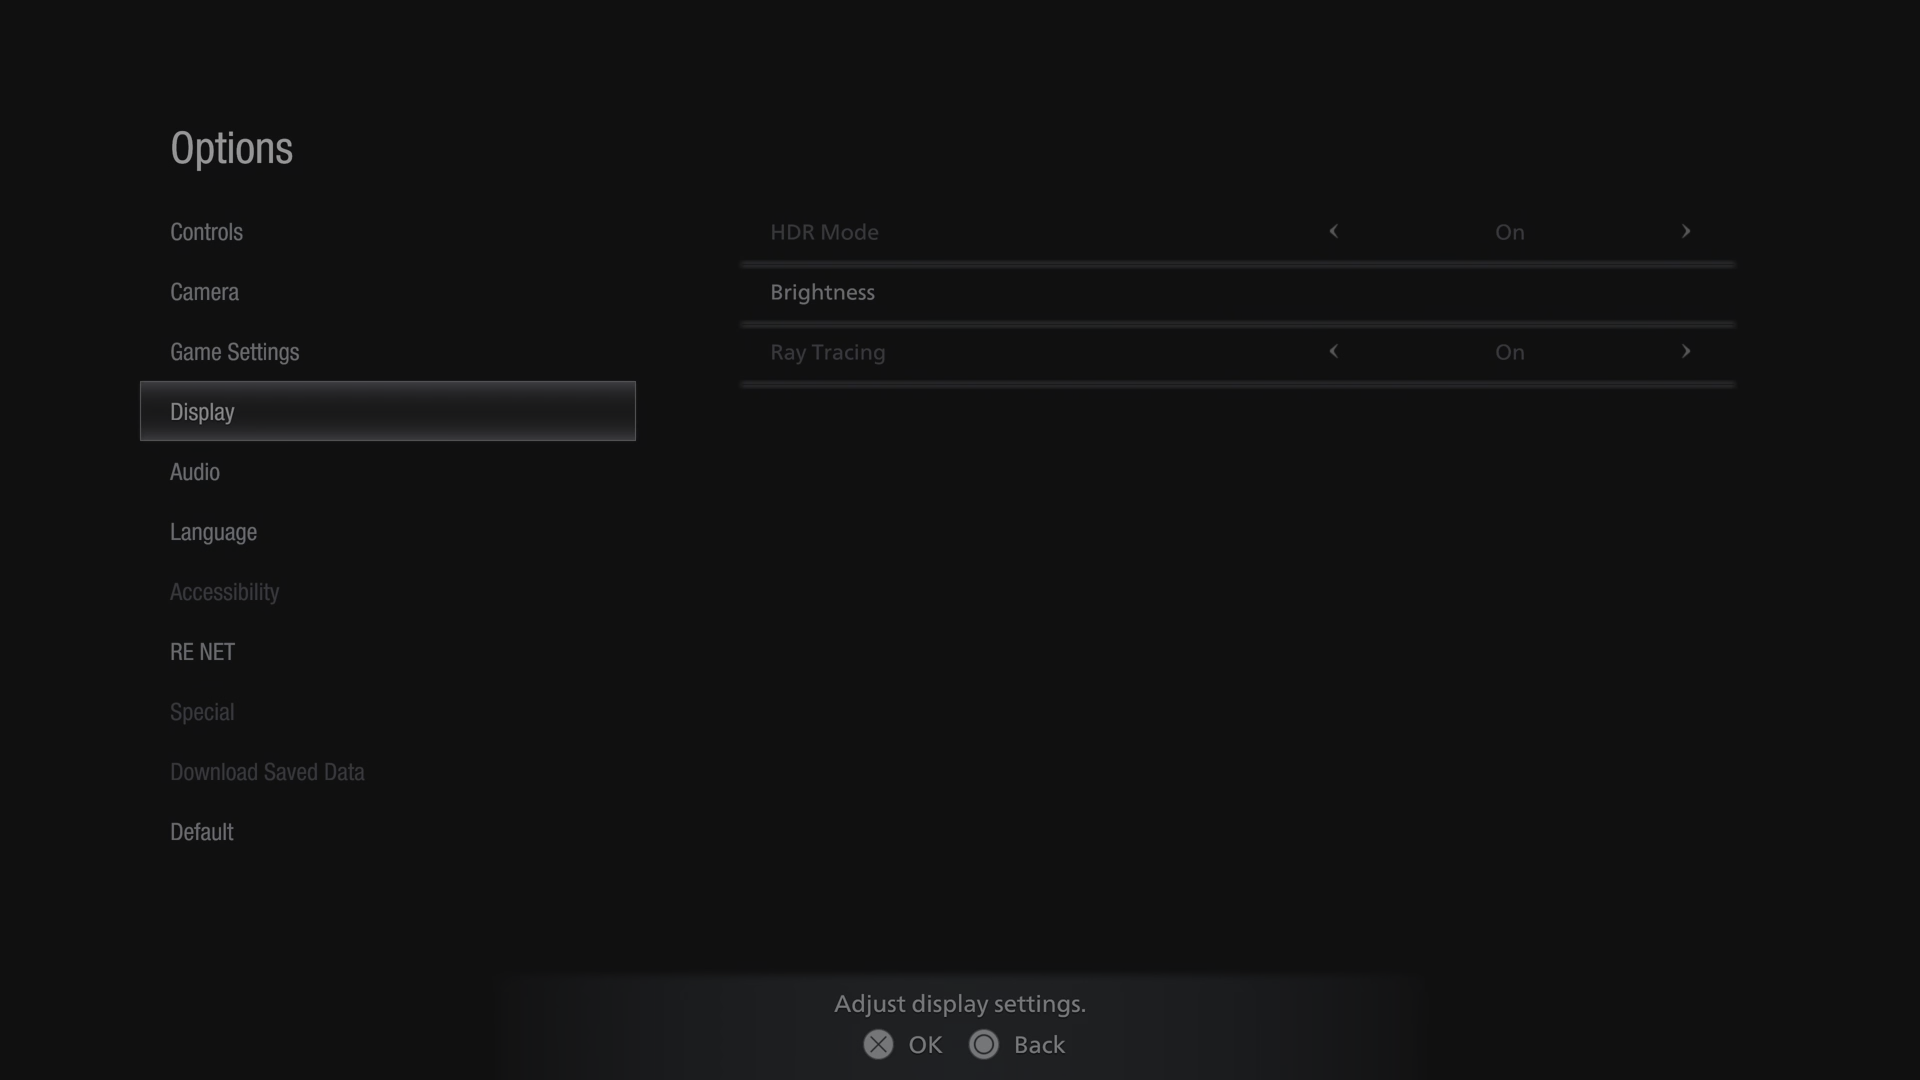 Options
Controls
Camera
Game Settings
Display
Audio
Language
Accessibility
RE NET
Special
Download Saved Data
Default
HDR Mode On
Brightness
Ray Tracing On
Adjust display settings.
OK Back